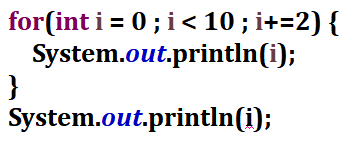 for(int i = 0 ; i < 10 ; i+=2) {
    System.out.println(i);
}
System.out.println(i);